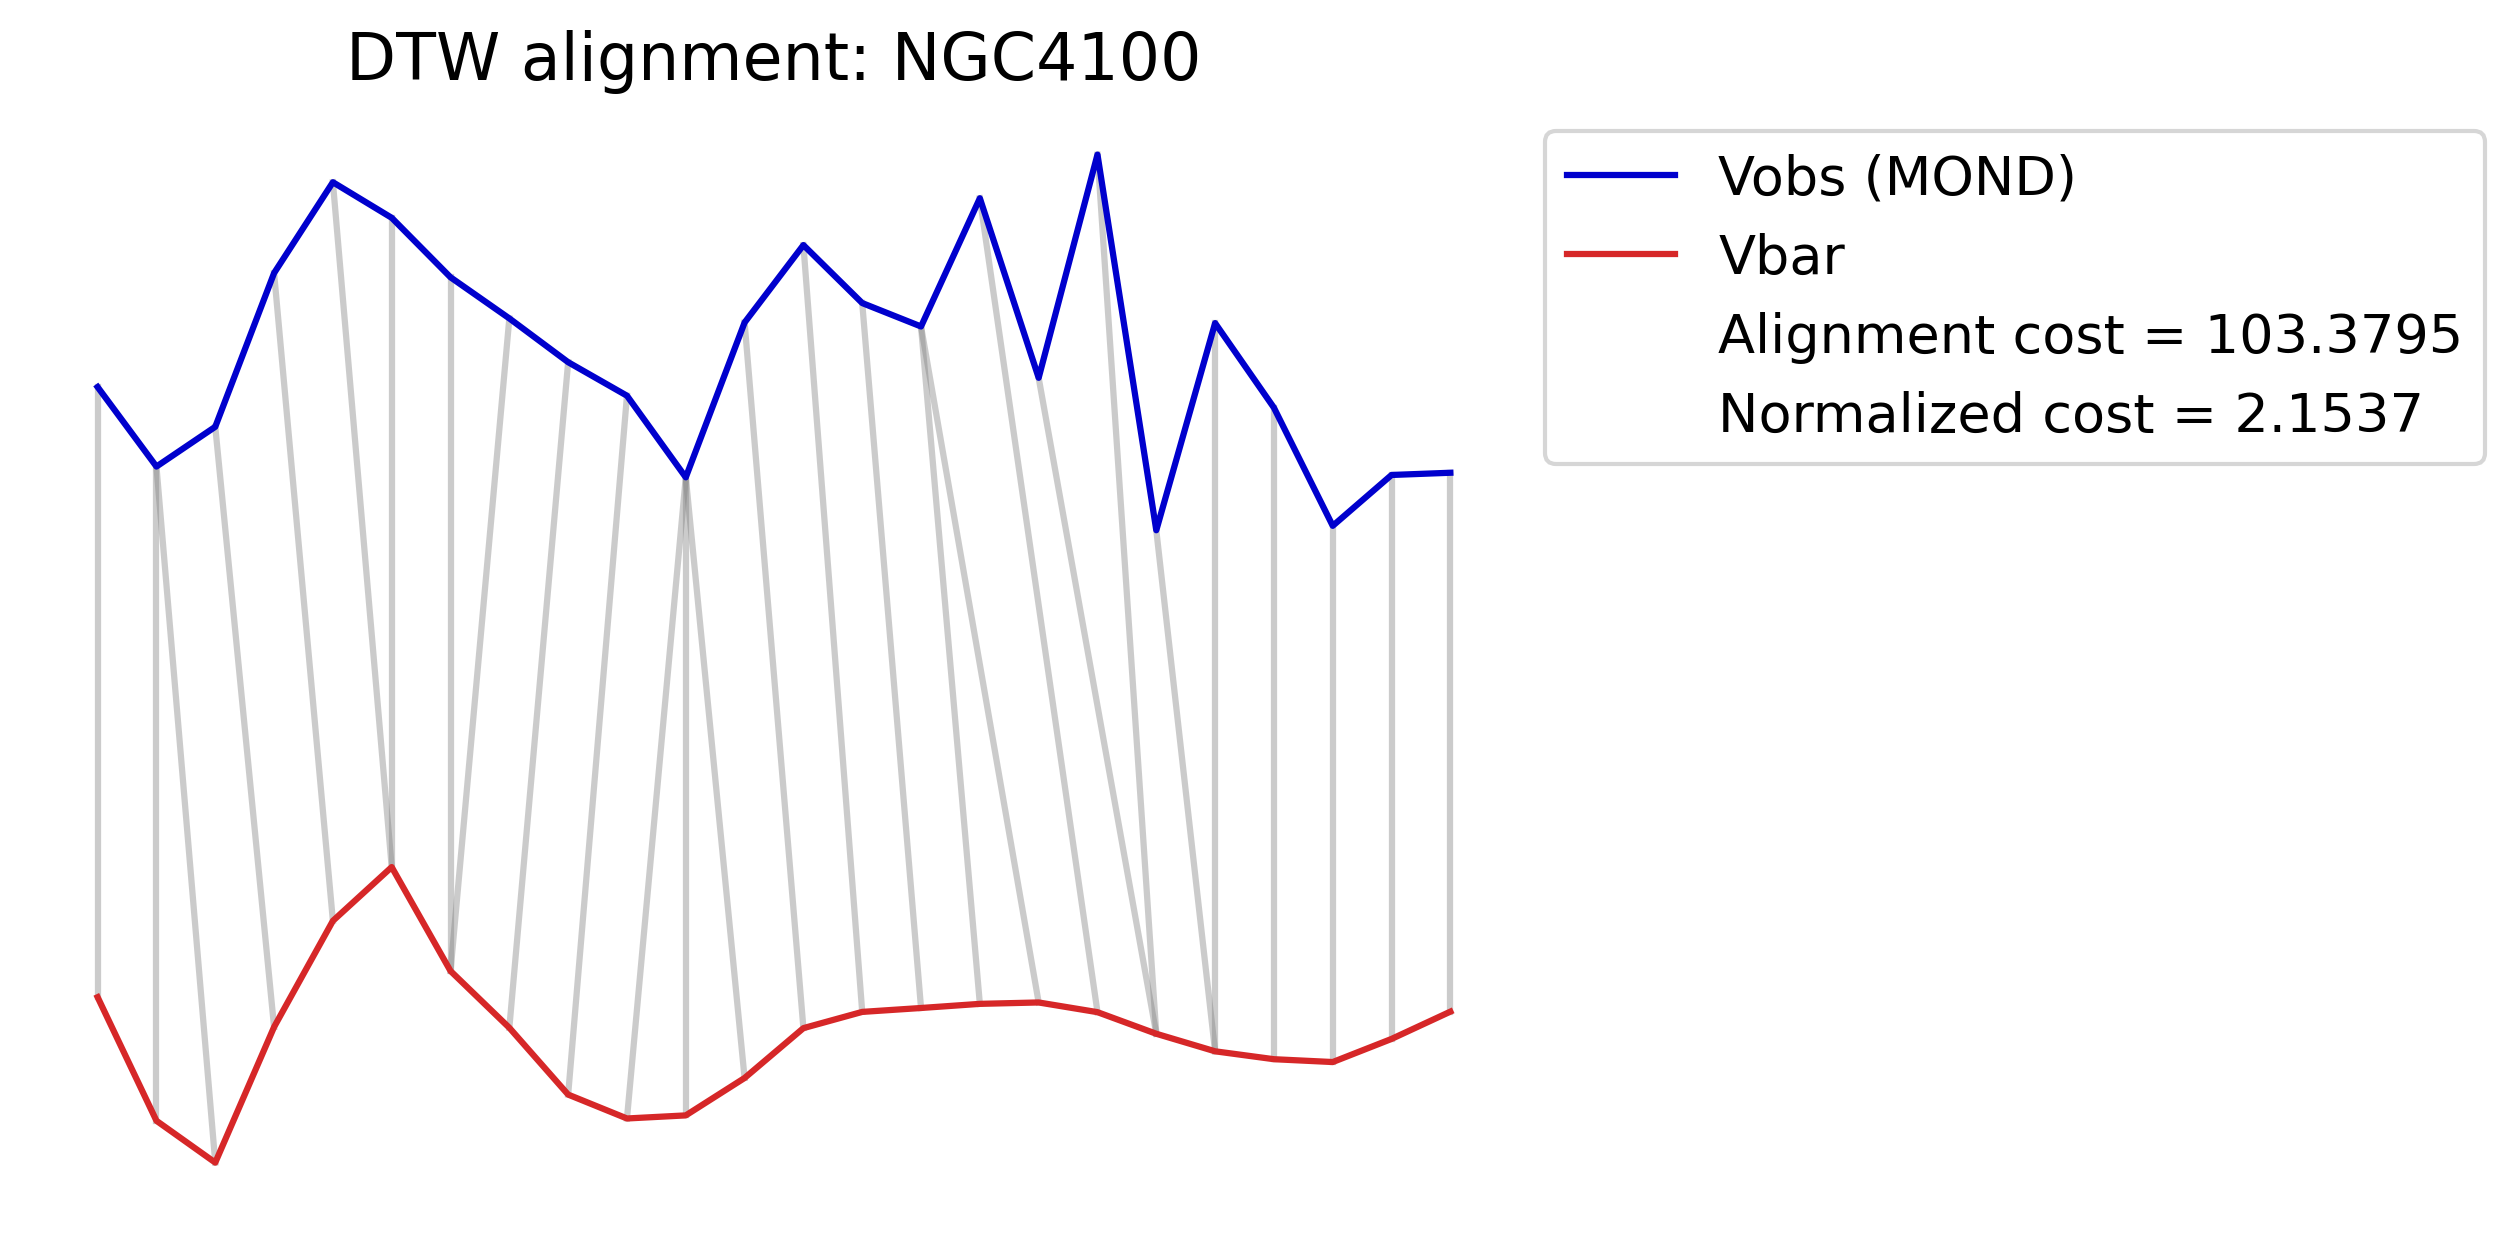 DTW alignment: NGC4100
Vobs (MOND)
Vbar
Alignment cost = 103.3795
Normalized cost = 2.1537